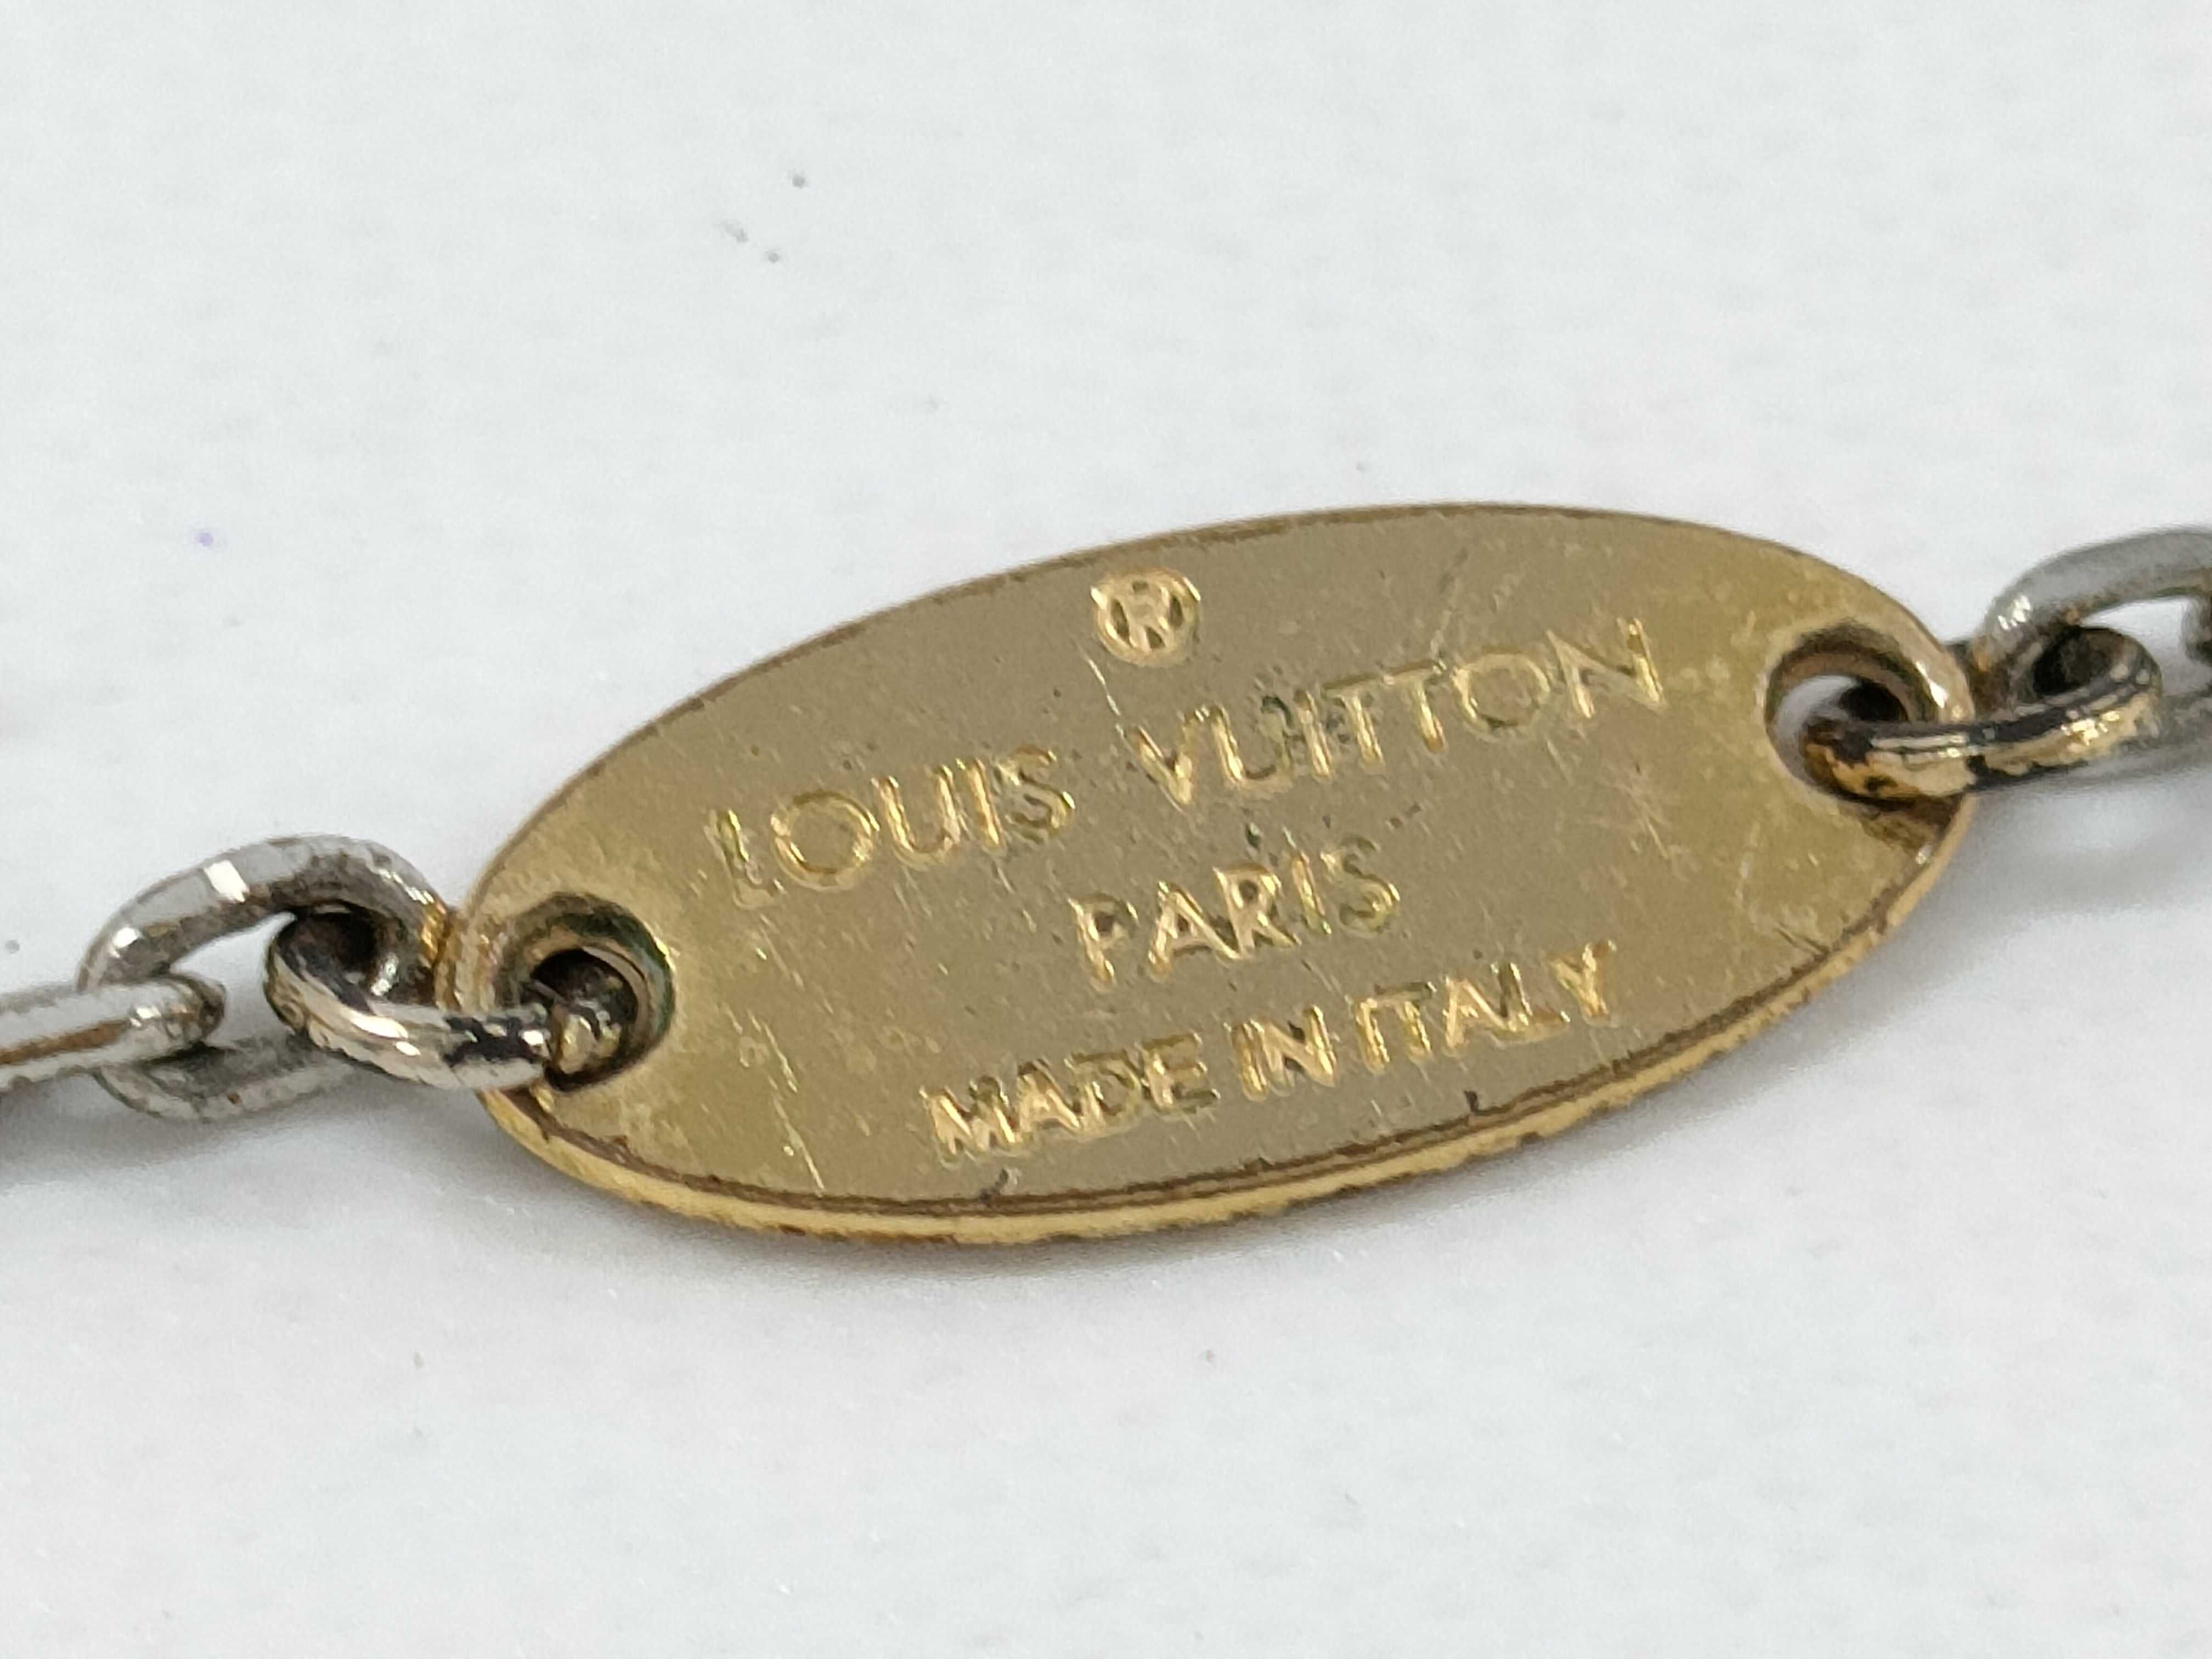 ®
LOUIS VUITTON
PARIS
MADE IN ITALY